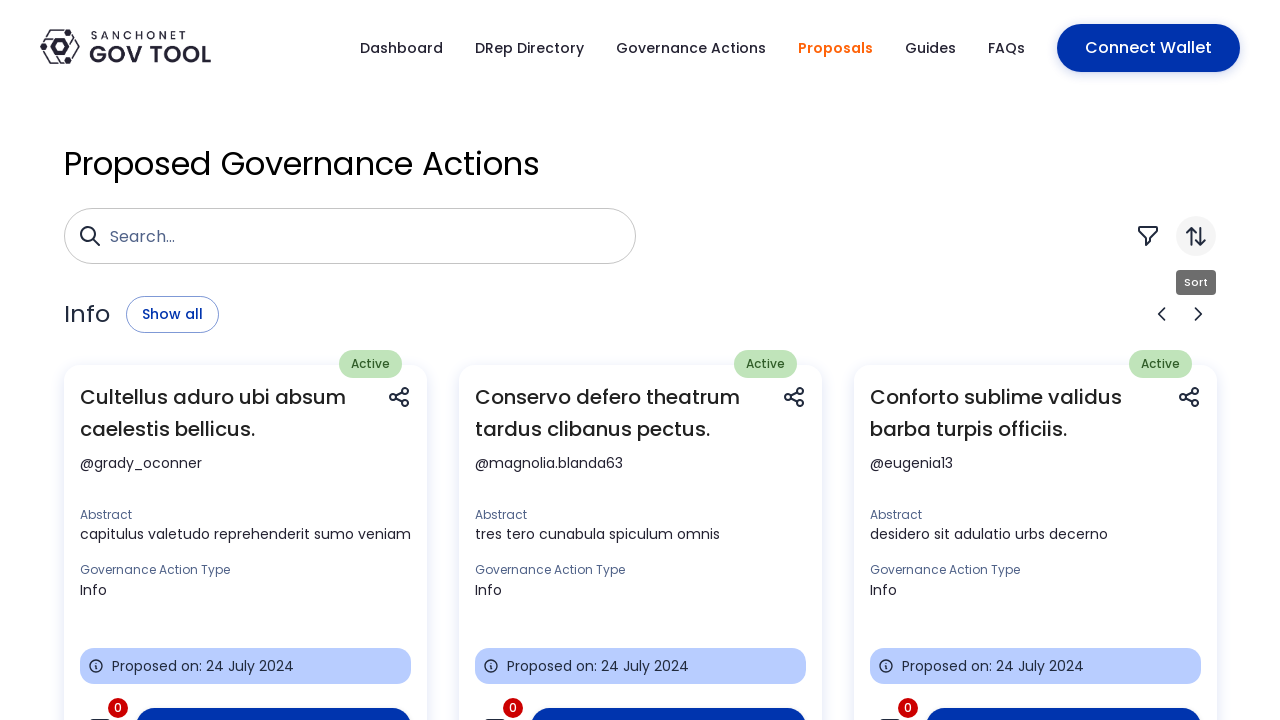 SANCHONET
GOV TOOL
Dashboard
DRep Directory
Governance Actions
Proposals
Guides
FAQs
Connect Wallet
Proposed Governance Actions
Search...
Sort
Info
Show all
Active
Cultellus aduro ubi absum
caelestis bellicus.
@grady_oconner
Abstract
capitulus valetudo reprehenderit sumo veniam
Governance Action Type
Info
Proposed on: 24 July 2024
0
Active
Conservo defero theatrum
tardus clibanus pectus.
@magnolia.blanda63
Abstract
tres tero cunabula spiculum omnis
Governance Action Type
Info
Proposed on: 24 July 2024
0
Active
Conforto sublime validus
barba turpis officiis.
@eugenia13
Abstract
desidero sit adulatio urbs decerno
Governance Action Type
Info
Proposed on: 24 July 2024
0